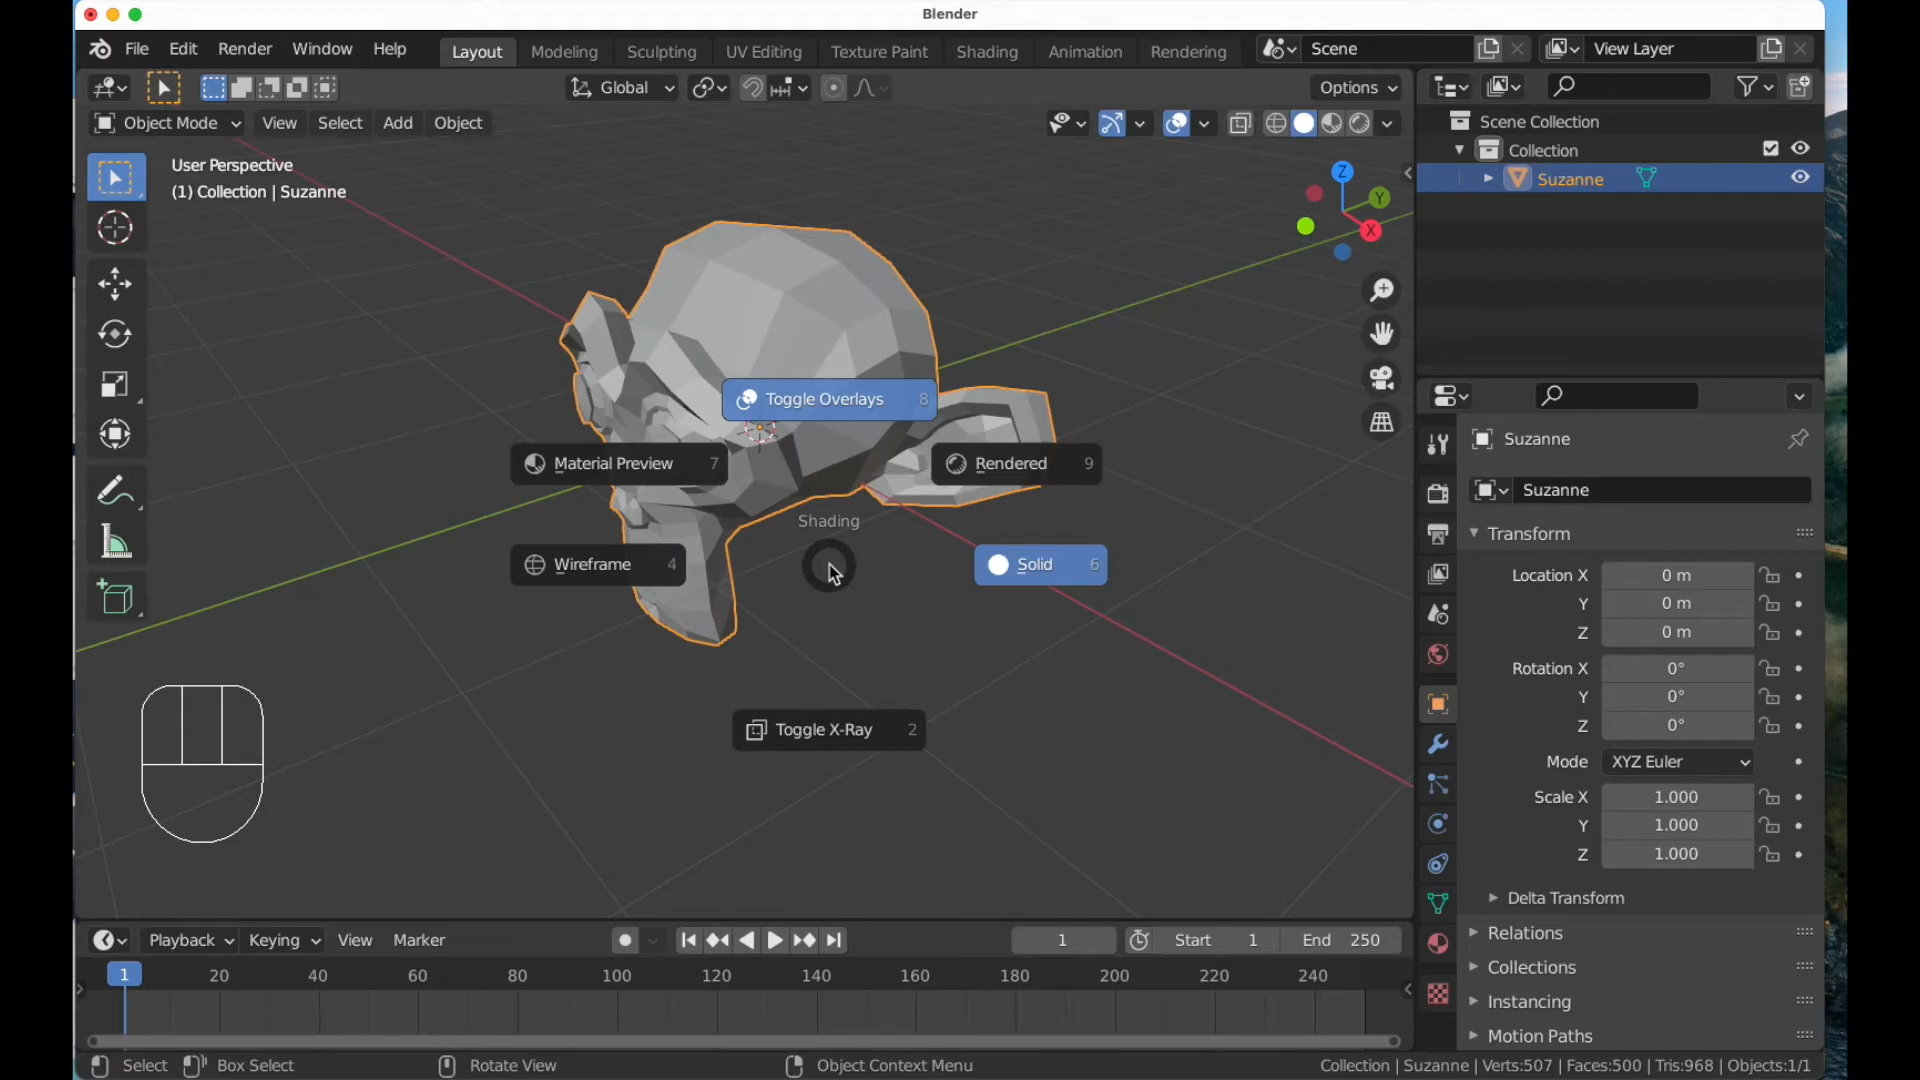 Blender
File Edit Render Window Help
Layout Modeling Sculpting UV Editing Texture Paint Shading Animation Rendering
Scene
View Layer
Global
Options
Object Mode View Select Add Object
User Perspective
(1) Collection | Suzanne
Z
Y
X
Toggle Overlays 8
Material Preview 7
Rendered 9
Shading
Wireframe 4
Solid 6
Toggle X-Ray 2
Scene Collection
Collection
Suzanne
Suzanne
Suzanne
Transform
Location X 0 m
Y 0 m
Z 0 m
Rotation X 0°
Y 0°
Z 0°
Mode XYZ Euler
Scale X 1.000
Y 1.000
Z 1.000
Delta Transform
Relations
Collections
Instancing
Motion Paths
Playback Keying View Marker
1 Start 1 End 250
1 20 40 60 80 100 120 140 160 180 200 220 240
Select Box Select Rotate View Object Context Menu
Collection | Suzanne | Verts:507 | Faces:500 | Tris:968 | Objects:1/1